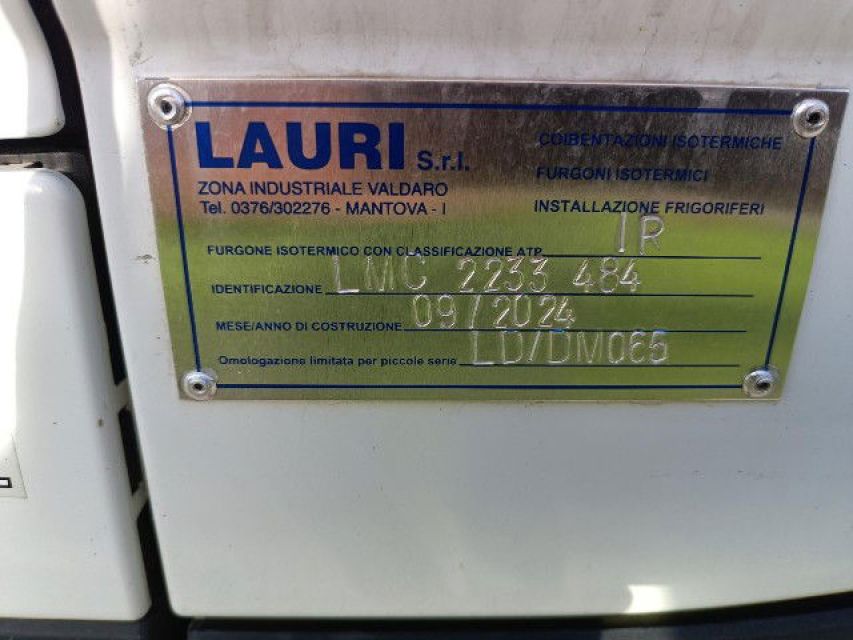 LAURI S.r.l.
ZONA INDUSTRIALE VALDARO
Tel. 0376/302276 - MANTOVA - I
COIBENTAZIONI ISOTERMICHE
FURGONI ISOTERMICI
INSTALLAZIONE FRIGORIFERI
FURGONE ISOTERMICO CON CLASSIFICAZIONE ATP IR
IDENTIFICAZIONE LMC 2233 484
MESE/ANNO DI COSTRUZIONE 09/2024
Omologazione limitata per piccole serie LD/DM065